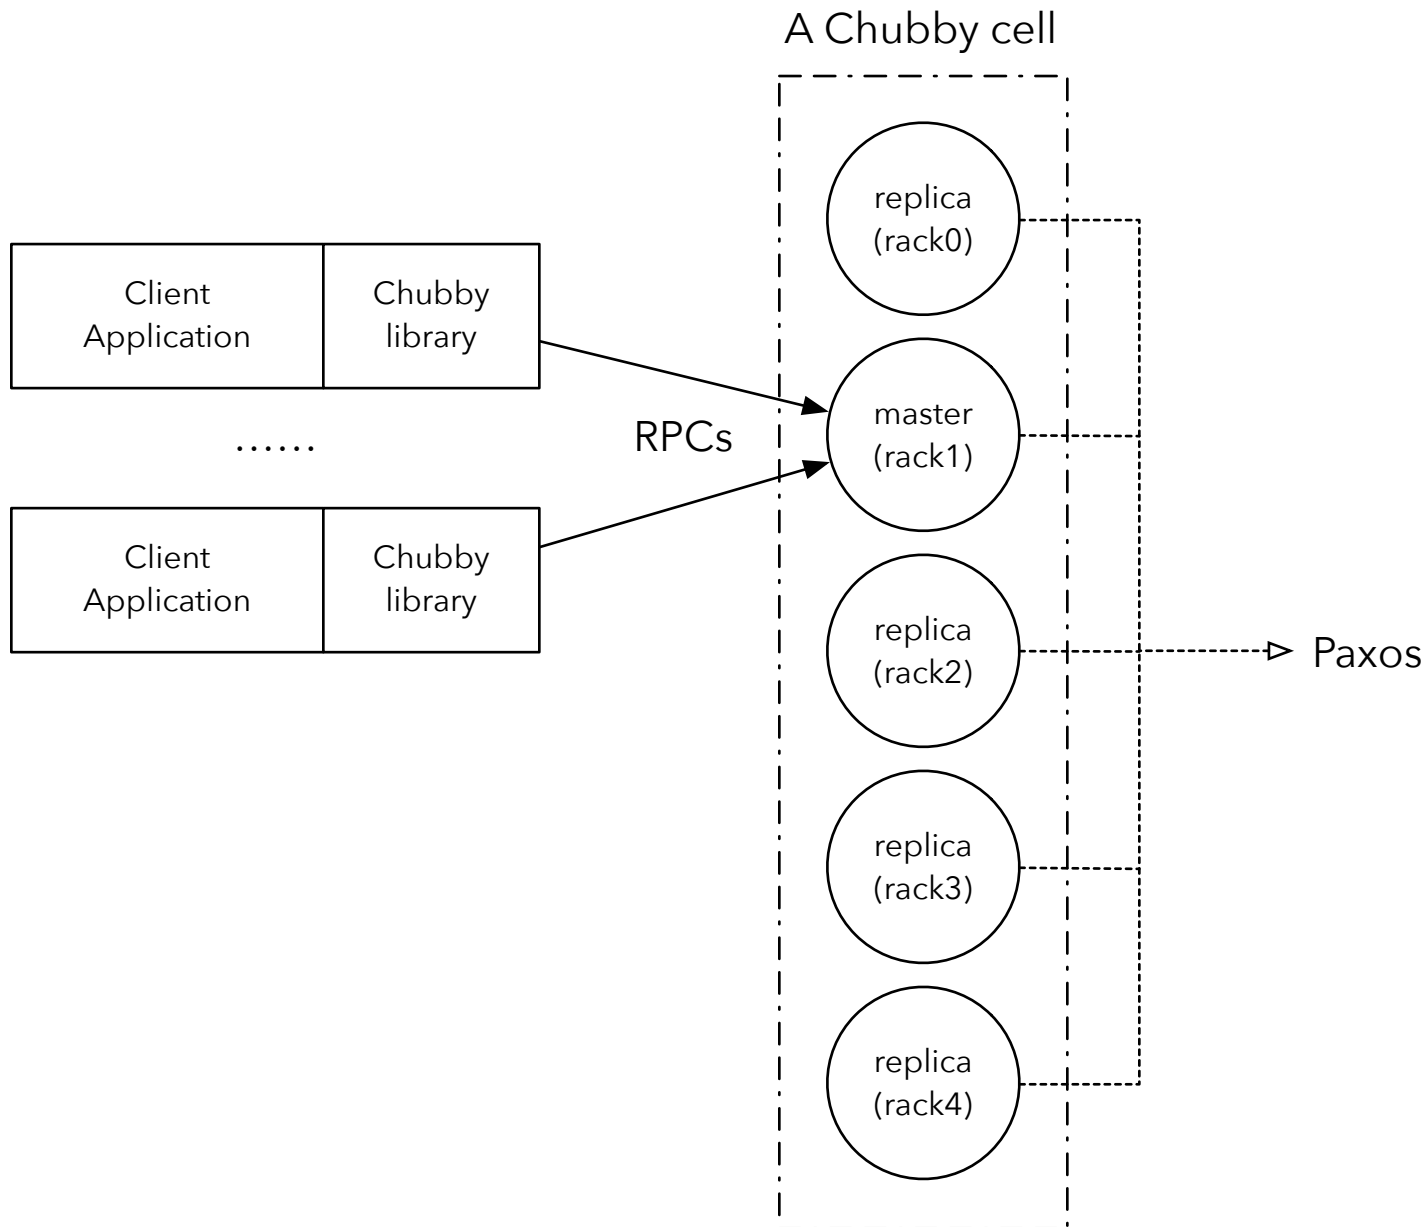 A Chubby cell
replica
(rack0)
Client
Application
Chubby
library
master
(rack1)
RPCs
......
Client
Application
Chubby
library
replica
(rack2)
Paxos
replica
(rack3)
replica
(rack4)